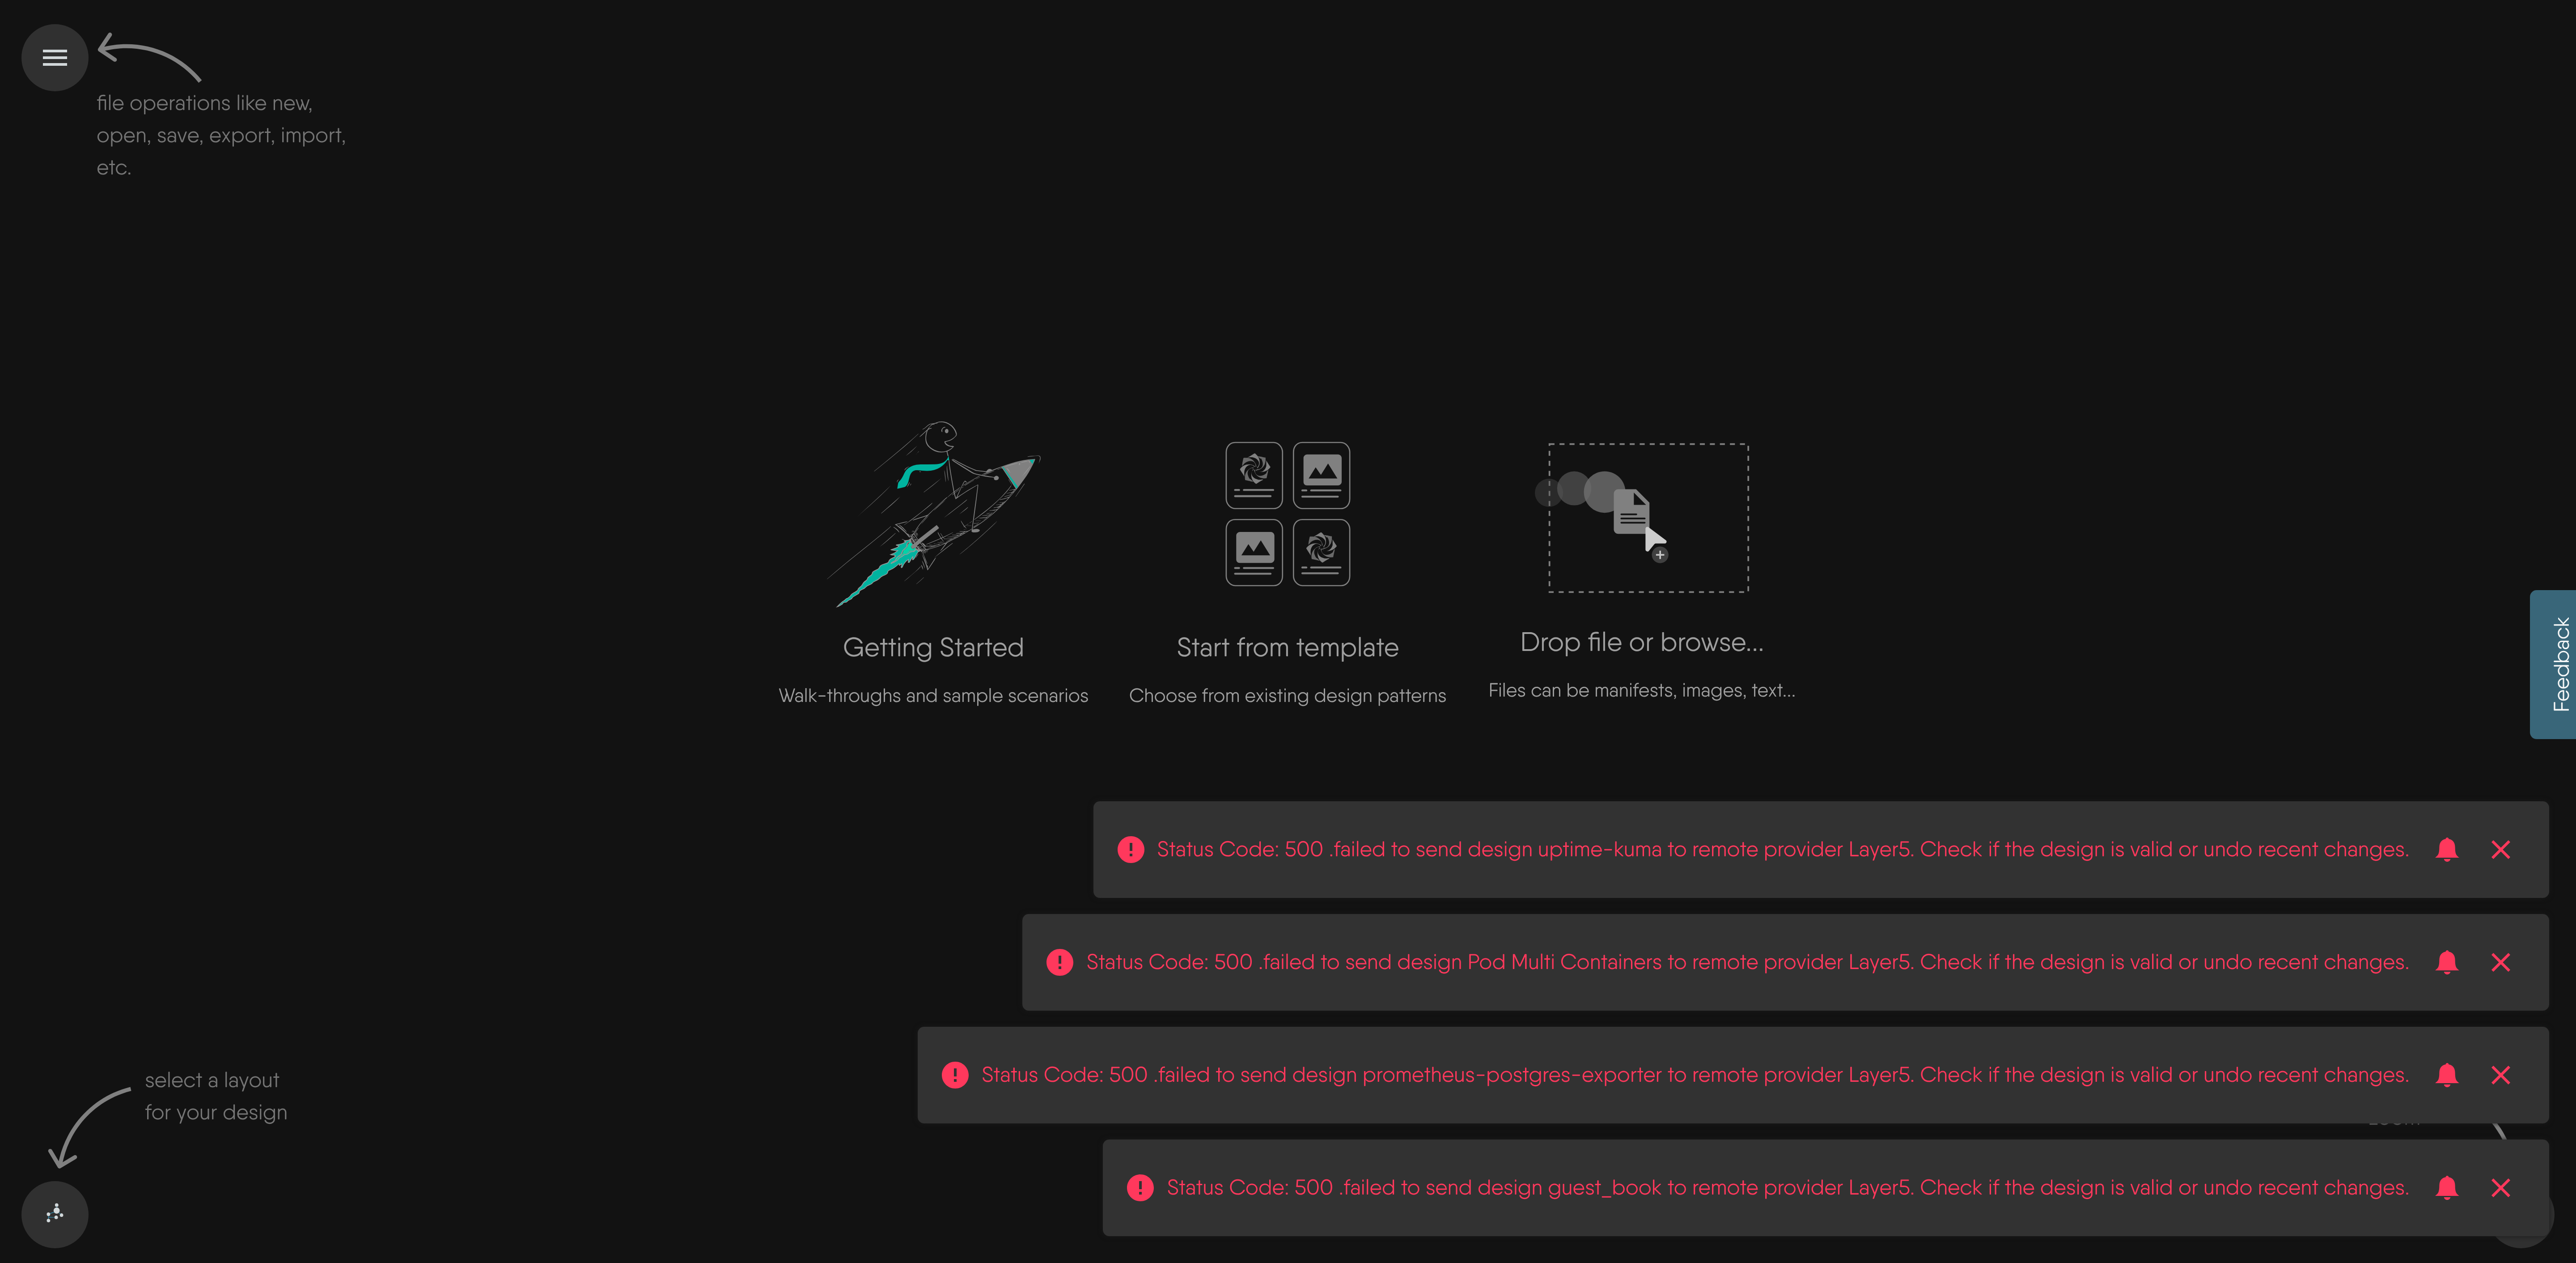 file operations like new,
open, save, export, import,
etc.
Getting Started
Walk-throughs and sample scenarios
Start from template
Choose from existing design patterns
Drop file or browse...
Files can be manifests, images, text...
Feedback
Status Code: 500 .failed to send design uptime-kuma to remote provider Layer5. Check if the design is valid or undo recent changes.
Status Code: 500 .failed to send design Pod Multi Containers to remote provider Layer5. Check if the design is valid or undo recent changes.
Status Code: 500 .failed to send design prometheus-postgres-exporter to remote provider Layer5. Check if the design is valid or undo recent changes.
Status Code: 500 .failed to send design guest_book to remote provider Layer5. Check if the design is valid or undo recent changes.
select a layout
for your design